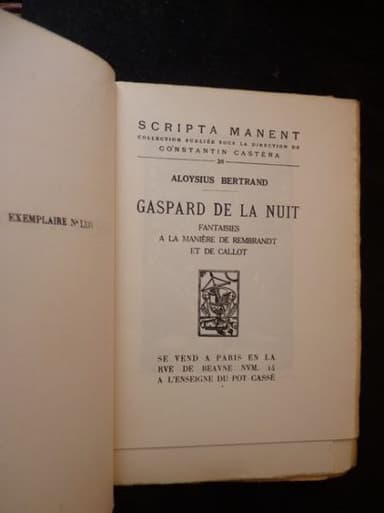 EXEMPLAIRE No
SCRIPTA MANENT
COLLECTION PUBLIÉE SOUS LA DIRECTION DE
CONSTANTIN CASTÉRA
ALOYSIUS BERTRAND
GASPARD DE LA NUIT
FANTAISIES
A LA MANIÈRE DE REMBRANDT
ET DE CALLOT
SE VEND A PARIS EN LA
RVE DE BEAVNE NVM. 14
A L'ENSEIGNE DU POT CASSÉ